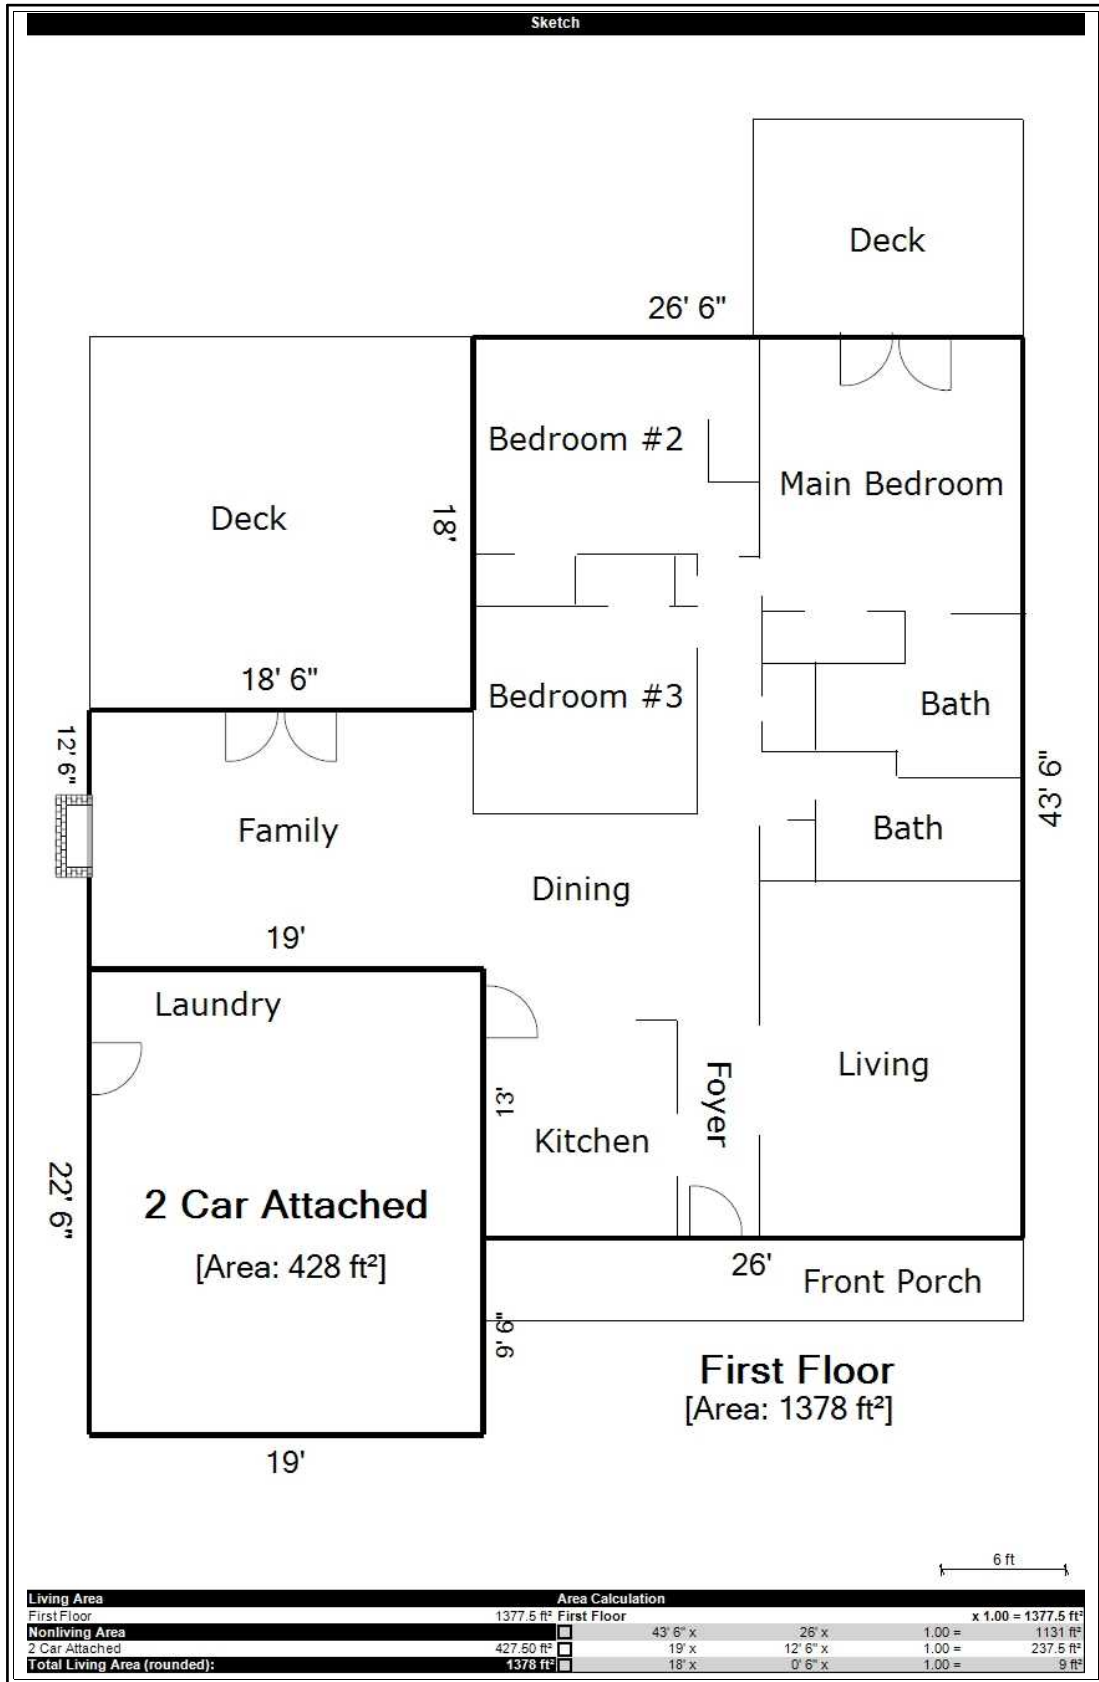 Sketch
Deck
26' 6"
Bedroom #2
Main Bedroom
Deck
18'
18' 6"
Bedroom #3
Bath
12' 6"
43' 6"
Family
Bath
Dining
19'
Laundry
Living
Foyer
13'
Kitchen
22' 6"
2 Car Attached
[Area: 428 ft²]
26'
Front Porch
9' 6"
First Floor
[Area: 1378 ft²]
19'
6 ft
Living Area Area Calculation
First Floor 1377.5 ft² First Floor x 1.00 = 1377.5 ft²
Nonliving Area 43' 6" x 26' x 1.00 = 1131 ft²
2 Car Attached 427.50 ft² 19' x 12' 6" x 1.00 = 237.5 ft²
Total Living Area (rounded): 1378 ft² 18' x 0' 6" x 1.00 = 9 ft²